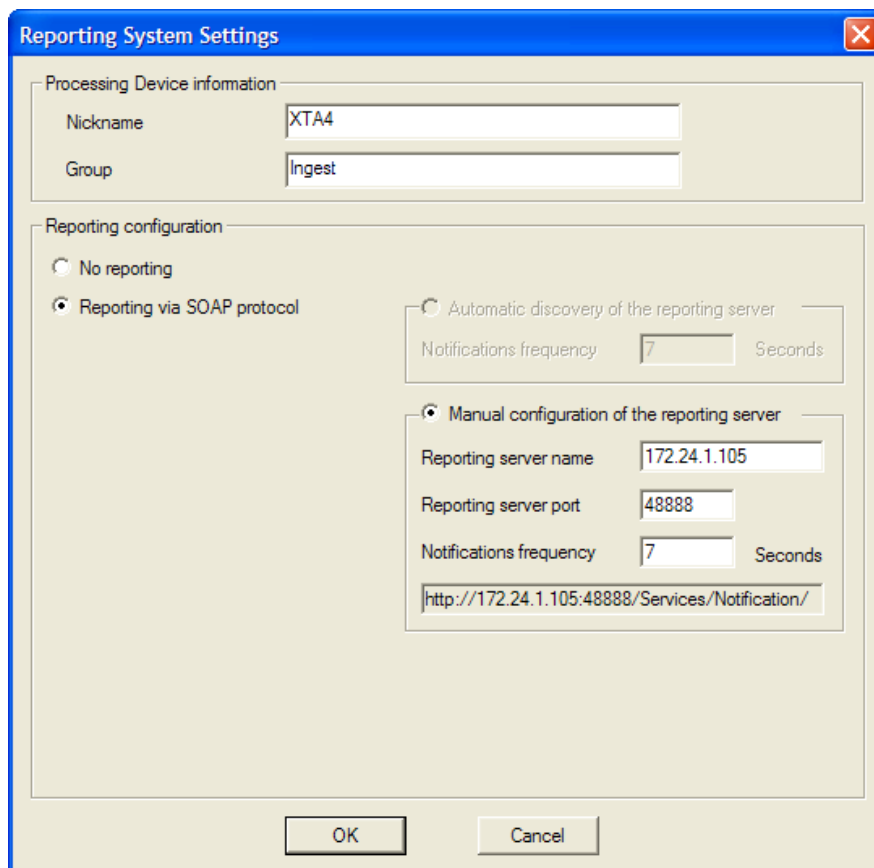 Reporting System Settings
Processing Device information
Nickname XTA4
Group Ingest
Reporting configuration
No reporting
Reporting via SOAP protocol
Automatic discovery of the reporting server
Notifications frequency 7 Seconds
Manual configuration of the reporting server
Reporting server name 172.24.1.105
Reporting server port 48888
Notifications frequency 7 Seconds
http://172.24.1.105:48888/Services/Notification/
OK Cancel